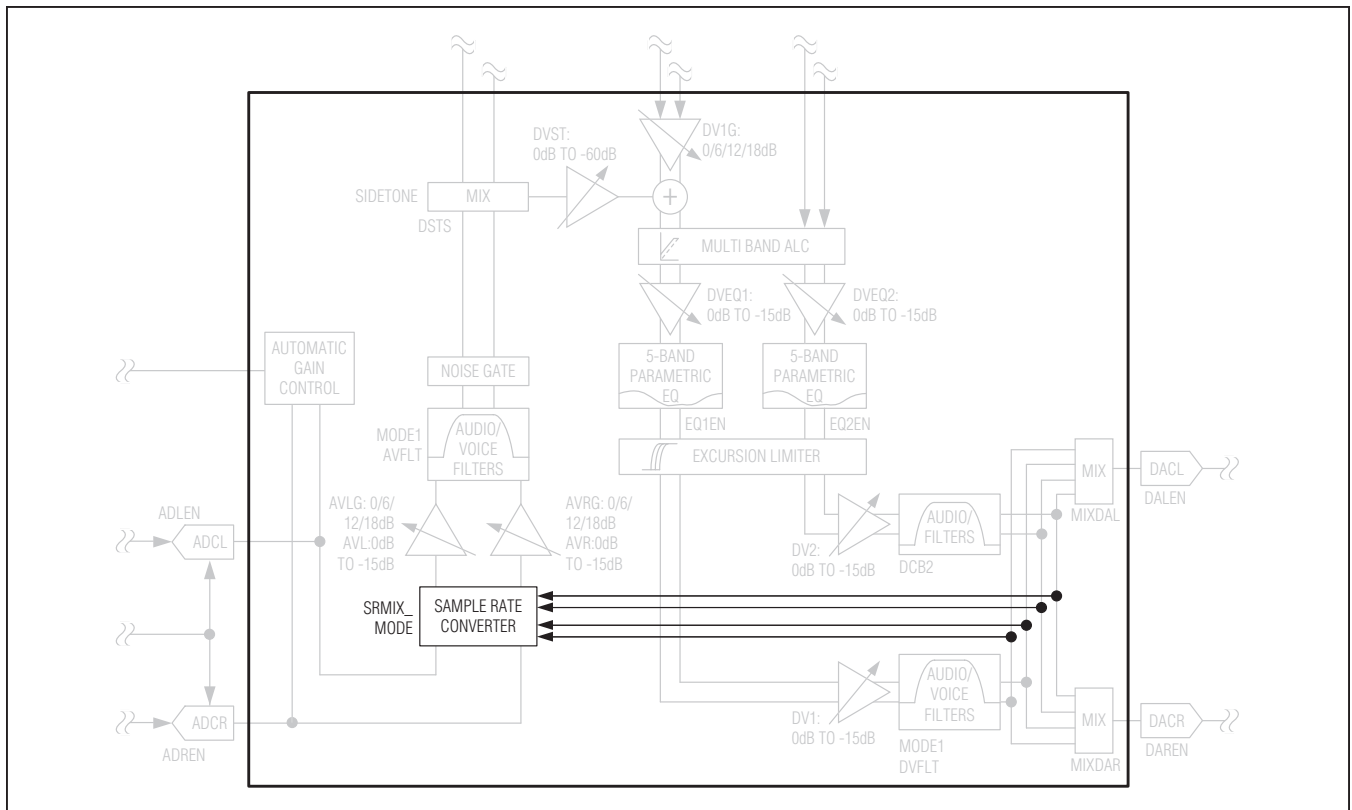 DVST:
0dB TO -60dB
DV1G:
0/6/12/18dB
SIDETONE
MIX
DSTS
+
MULTI BAND ALC
DVEQ1:
0dB TO -15dB
DVEQ2:
0dB TO -15dB
AUTOMATIC
GAIN
CONTROL
NOISE GATE
5-BAND
PARAMETRIC
EQ
5-BAND
PARAMETRIC
EQ
EQ1EN
EQ2EN
MODE1
AVFLT
AUDIO/
VOICE
FILTERS
EXCURSION LIMITER
MIX
DACL
DALEN
MIXDAL
AVLG: 0/6/
12/18dB
AVL:0dB
TO -15dB
AVRG: 0/6/
12/18dB
AVR:0dB
TO -15dB
ADLEN
ADCL
DV2:
0dB TO -15dB
AUDIO/
FILTERS
DCB2
SRMIX_
MODE
SAMPLE RATE
CONVERTER
ADCR
ADREN
DV1:
0dB TO -15dB
AUDIO/
VOICE
FILTERS
MODE1
DVFLT
MIX
DACR
DAREN
MIXDAR